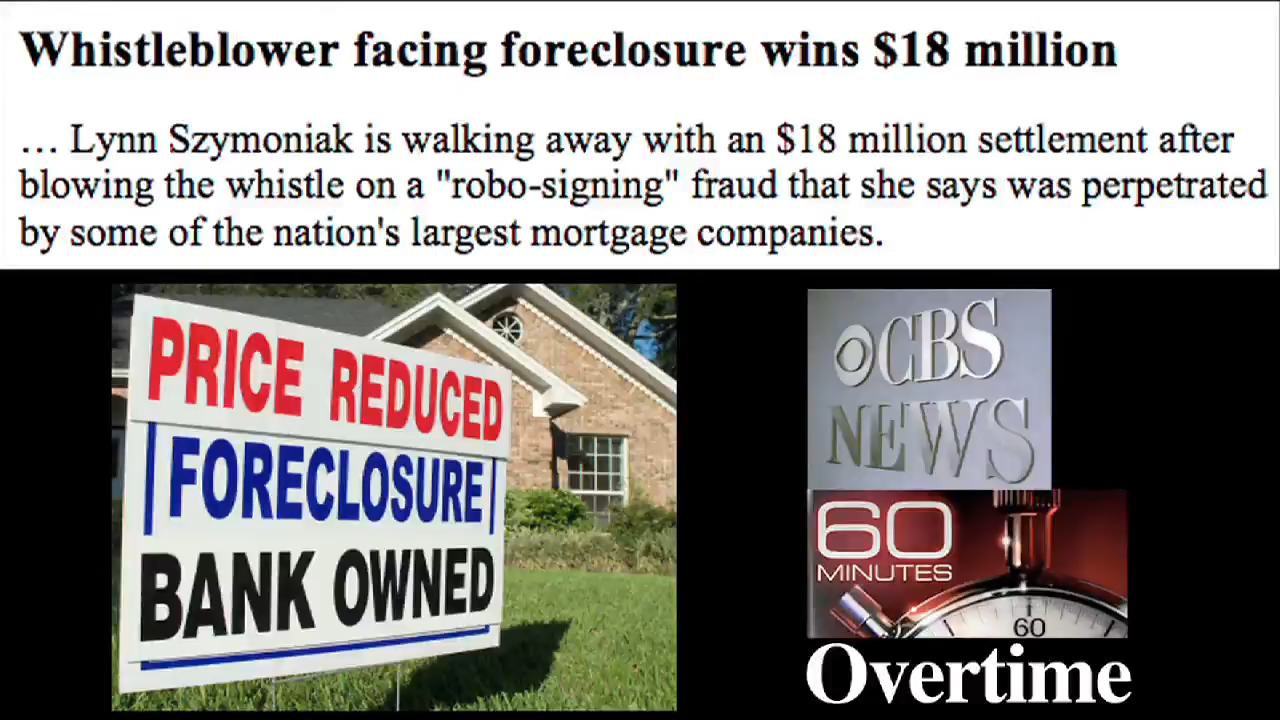 Whistleblower facing foreclosure wins $18 million
… Lynn Szymoniak is walking away with an $18 million settlement after
blowing the whistle on a "robo-signing" fraud that she says was perpetrated
by some of the nation's largest mortgage companies.
PRICE REDUCED
FORECLOSURE
BANK OWNED
CBS
NEWS
60
MINUTES
60
Overtime